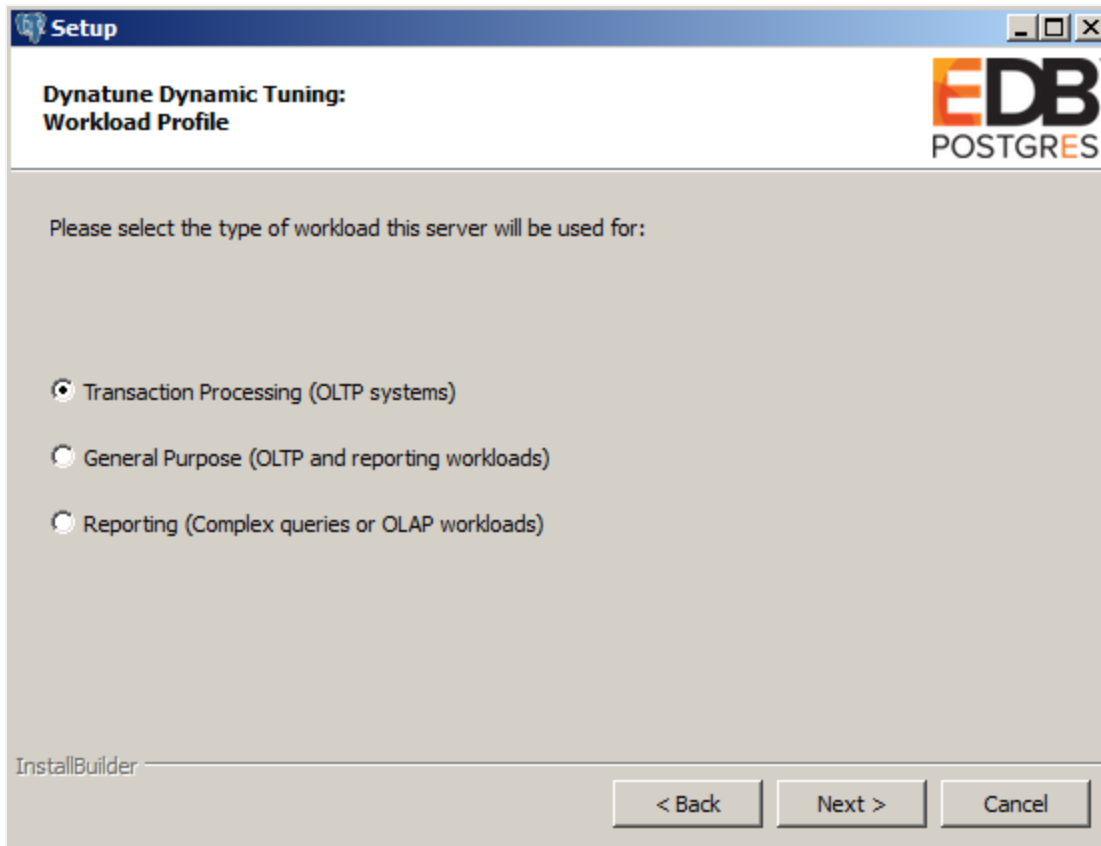 Setup
Dynatune Dynamic Tuning:
Workload Profile
EDB
POSTGRES
Please select the type of workload this server will be used for:
Transaction Processing (OLTP systems)
General Purpose (OLTP and reporting workloads)
Reporting (Complex queries or OLAP workloads)
InstallBuilder
< Back
Next >
Cancel